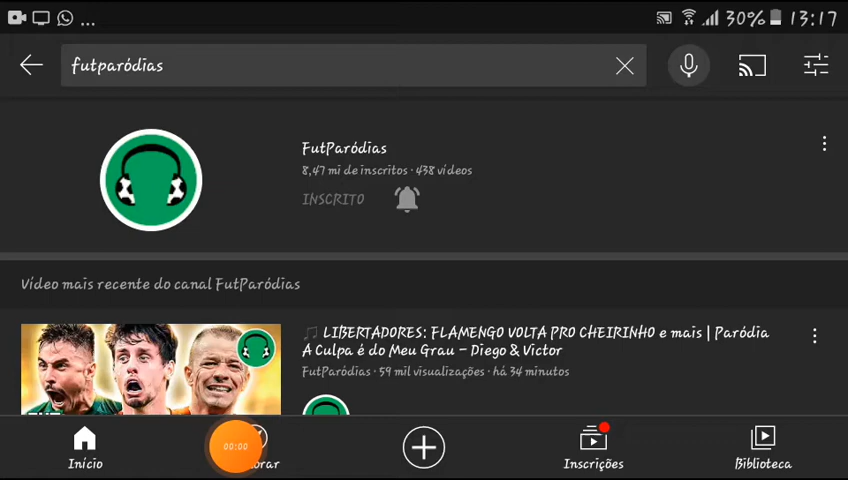 ... 30% 13:17
futparódias
FutParódias
8,47 mi de inscritos · 438 vídeos
INSCRITO
Vídeo mais recente do canal FutParódias
🎵 LIBERTADORES: FLAMENGO VOLTA PRO CHEIRINHO e mais | Paródia
A Culpa é do Meu Grau – Diego & Victor
FutParódias · 59 mil visualizações · há 34 minutos
00:00
Início
Inscrições
Biblioteca